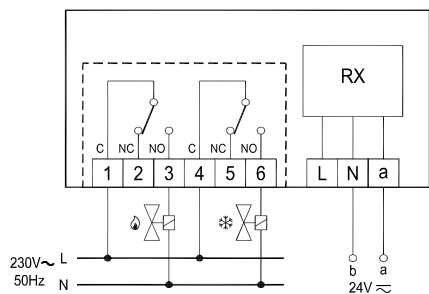 RX
C NC NO C NC NO
1 2 3 4 5 6 L N a
230V~ L
50Hz N
b a
24V ⎓